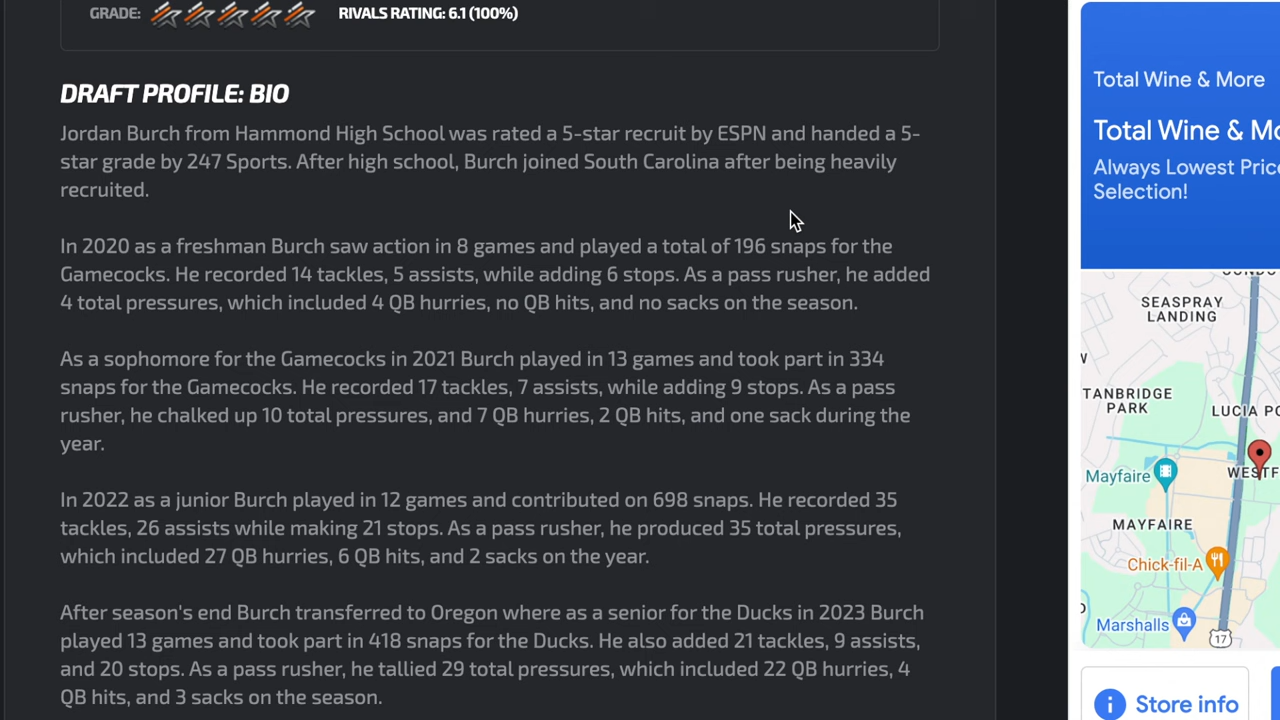 GRADE: RIVALS RATING: 6.1 (100%)
DRAFT PROFILE: BIO
Jordan Burch from Hammond High School was rated a 5-star recruit by ESPN and handed a 5-
star grade by 247 Sports. After high school, Burch joined South Carolina after being heavily
recruited.
In 2020 as a freshman Burch saw action in 8 games and played a total of 196 snaps for the
Gamecocks. He recorded 14 tackles, 5 assists, while adding 6 stops. As a pass rusher, he added
4 total pressures, which included 4 QB hurries, no QB hits, and no sacks on the season.
As a sophomore for the Gamecocks in 2021 Burch played in 13 games and took part in 334
snaps for the Gamecocks. He recorded 17 tackles, 7 assists, while adding 9 stops. As a pass
rusher, he chalked up 10 total pressures, and 7 QB hurries, 2 QB hits, and one sack during the
year.
In 2022 as a junior Burch played in 12 games and contributed on 698 snaps. He recorded 35
tackles, 26 assists while making 21 stops. As a pass rusher, he produced 35 total pressures,
which included 27 QB hurries, 6 QB hits, and 2 sacks on the year.
After season's end Burch transferred to Oregon where as a senior for the Ducks in 2023 Burch
played 13 games and took part in 418 snaps for the Ducks. He also added 21 tackles, 9 assists,
and 20 stops. As a pass rusher, he tallied 29 total pressures, which included 22 QB hurries, 4
QB hits, and 3 sacks on the season.
Total Wine & More
Total Wine & Mo
Always Lowest Price
Selection!
SEASPRAY
LANDING
TANBRIDGE
PARK
LUCIA PO
Mayfaire
WESTF
MAYFAIRE
Chick-fil-A
Marshalls
17
Store info